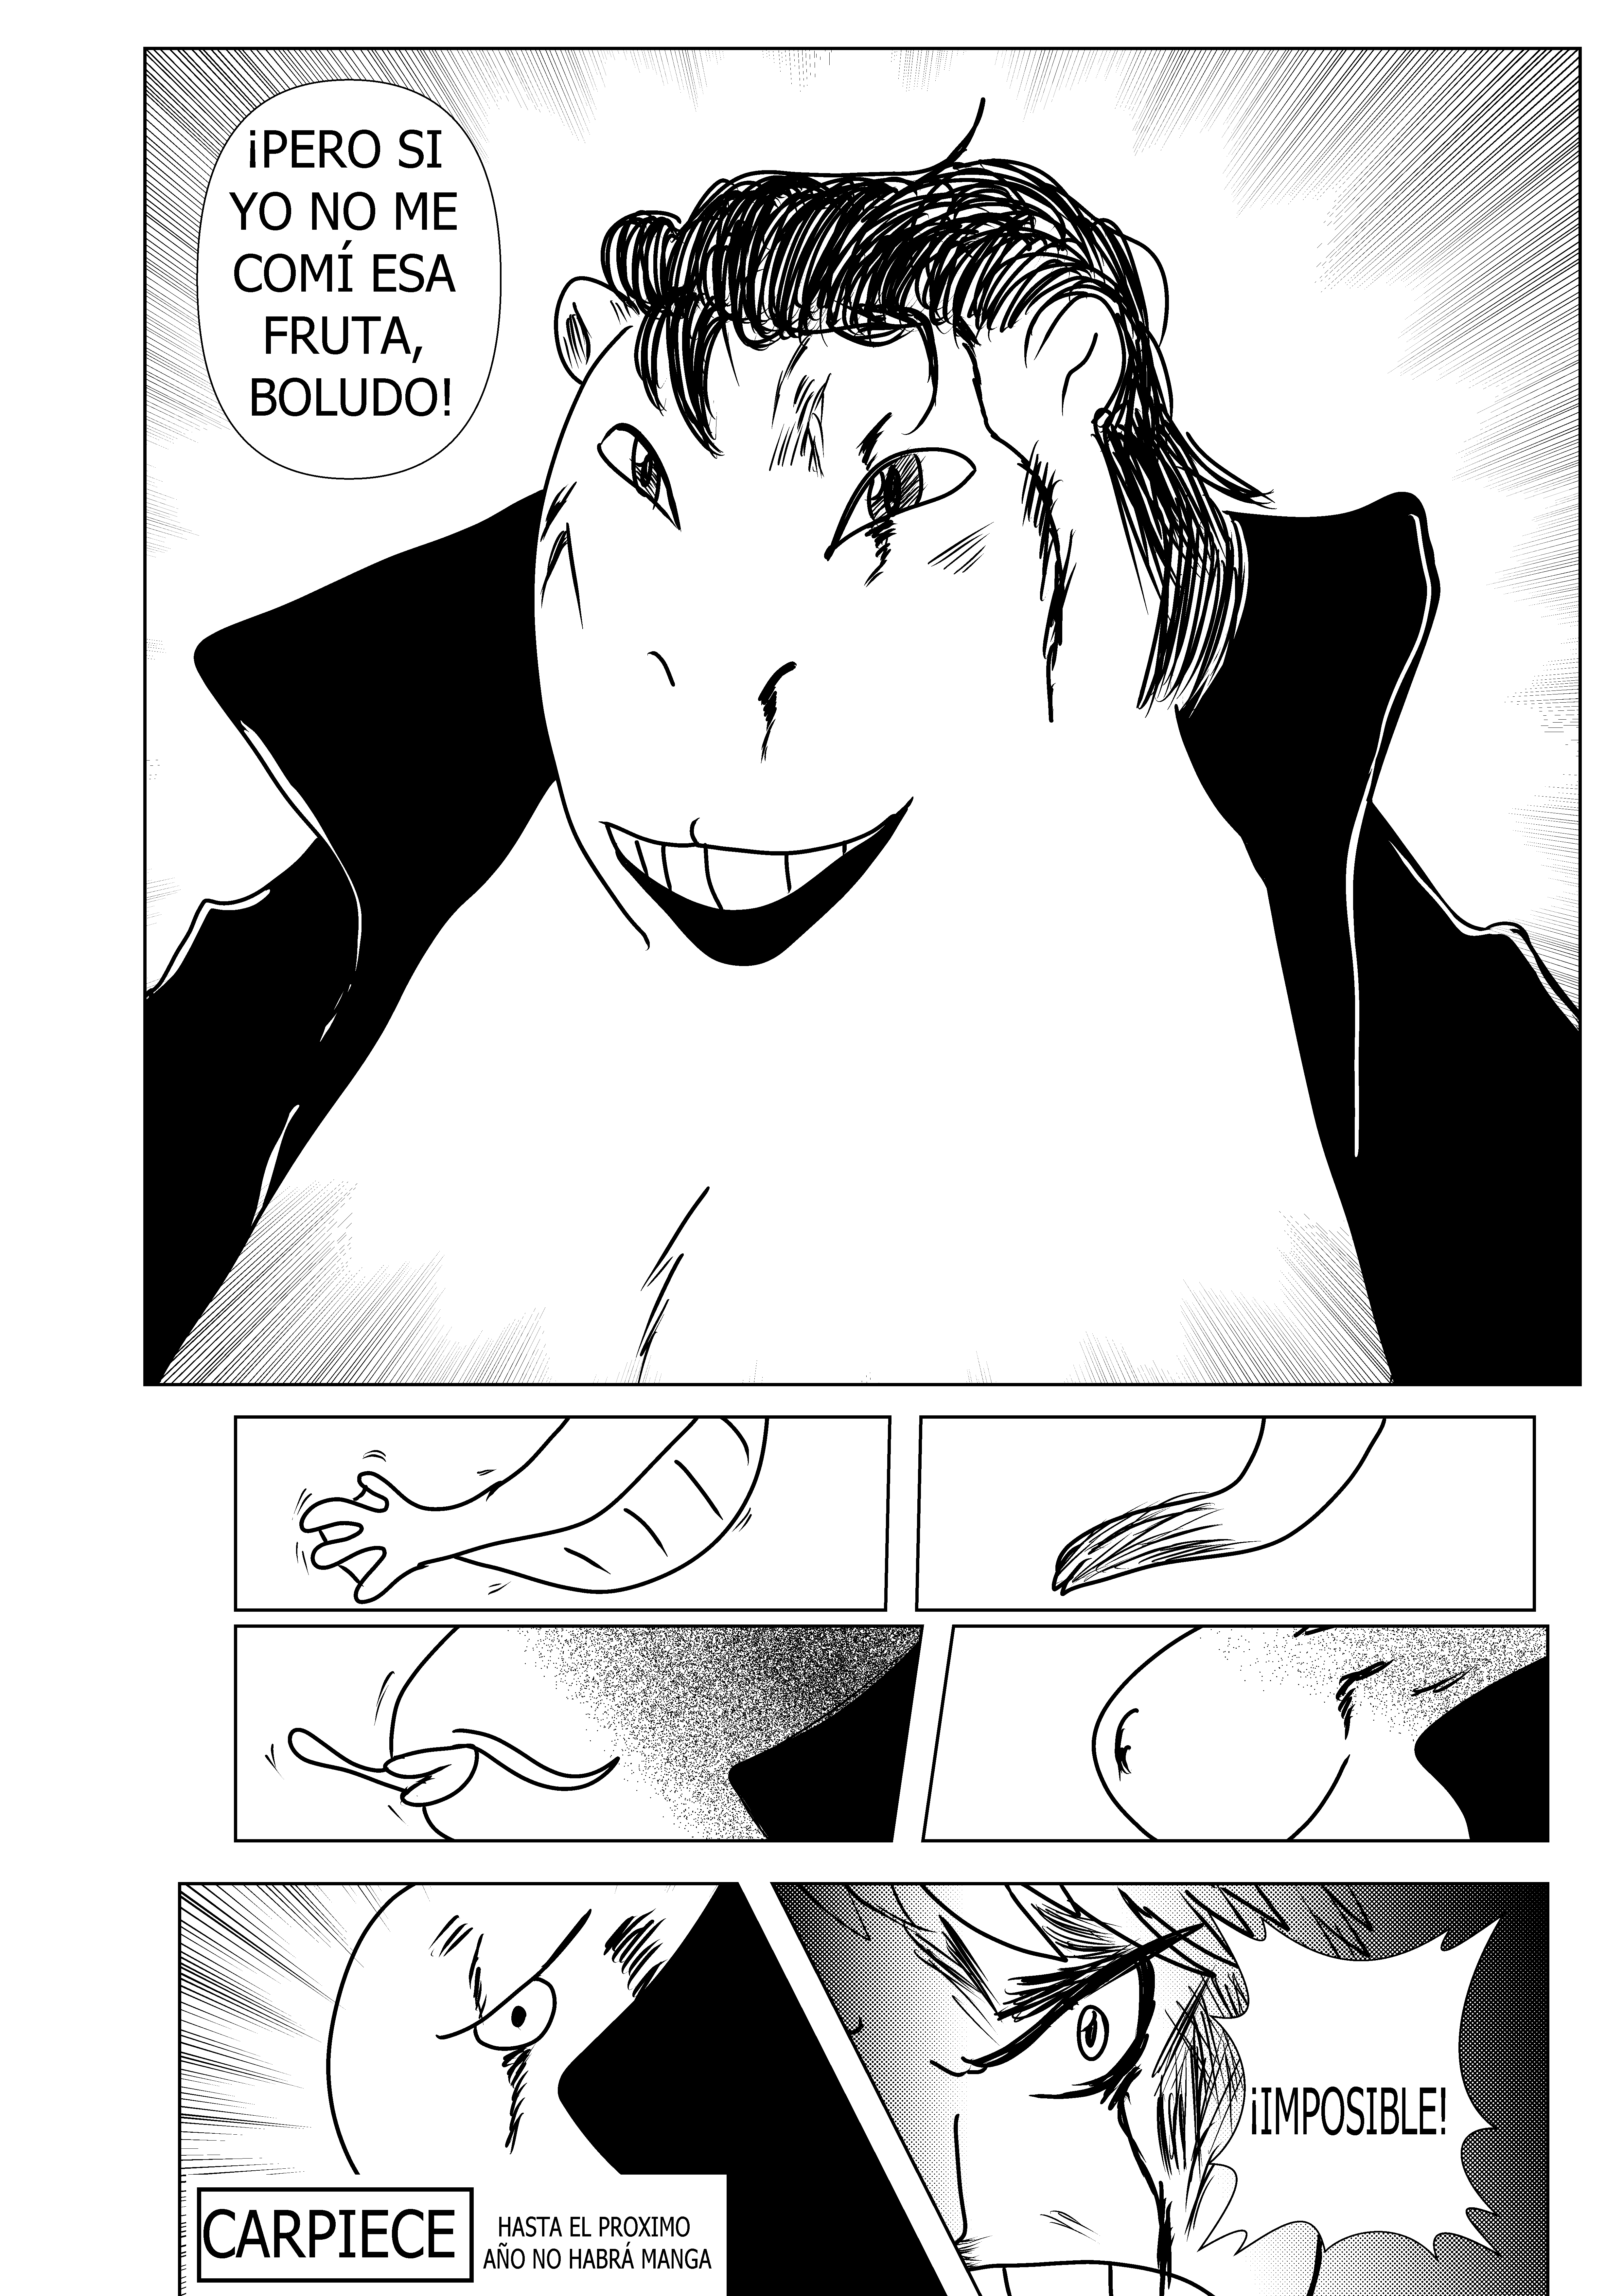 ¡PERO SI
YO NO ME
COMÍ ESA
FRUTA,
BOLUDO!
¡IMPOSIBLE!
CARPIECE
HASTA EL PROXIMO
AÑO NO HABRÁ MANGA